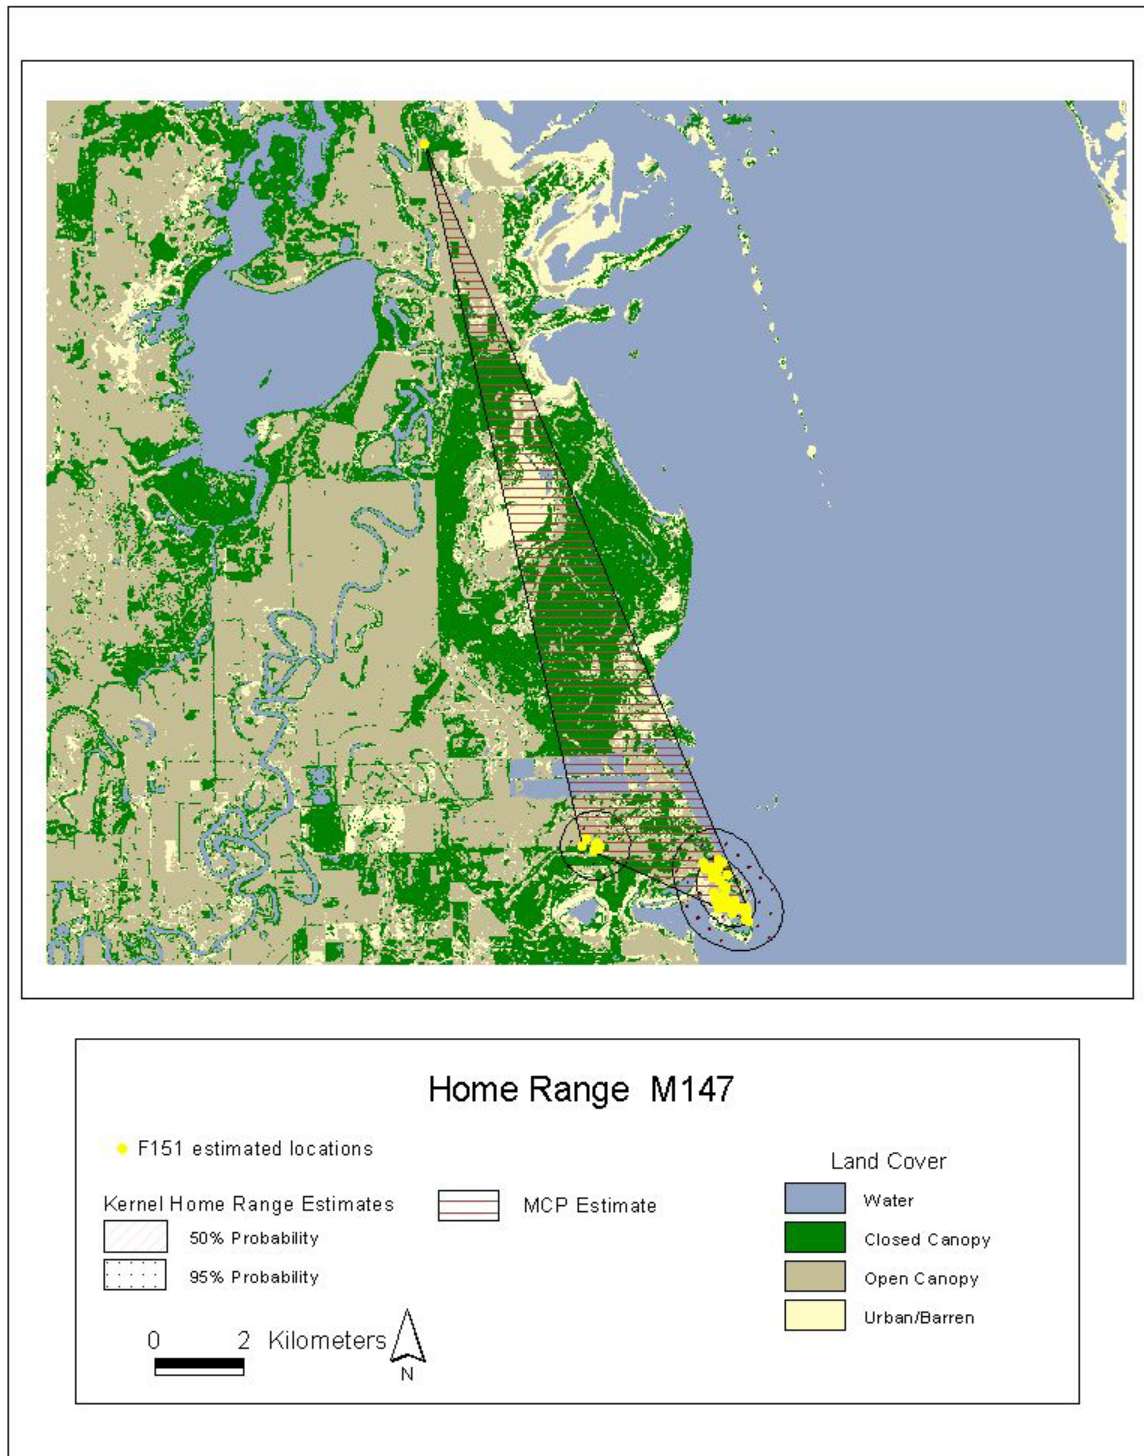 Home Range M147
F151 estimated locations
Kernel Home Range Estimates
50% Probability
95% Probability
MCP Estimate
0 2 Kilometers
N
Land Cover
Water
Closed Canopy
Open Canopy
Urban/Barren